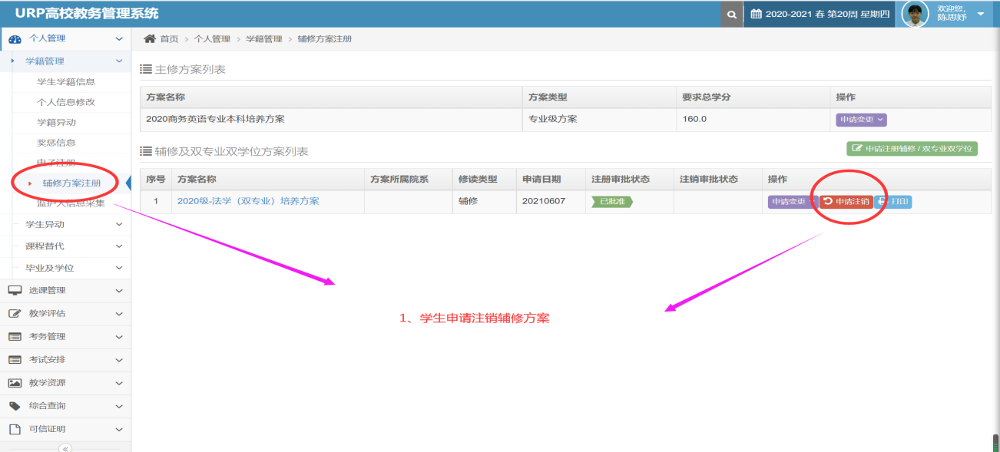 URP高校教务管理系统
2020-2021 春 第20周 星期四
欢迎您,
陈思妤
个人管理
首页 > 个人管理 > 学籍管理 > 辅修方案注册
学籍管理
学生学籍信息
个人信息修改
学籍异动
奖惩信息
电子注册
辅修方案注册
监护人信息采集
学生异动
课程替代
毕业及学位
选课管理
教学评估
考务管理
考试安排
教学资源
综合查询
可信证明
主修方案列表
方案名称 方案类型 要求总学分 操作
2020商务英语专业本科培养方案 专业级方案 160.0 申请变更
辅修及双专业双学位方案列表
申请注册辅修 / 双专业双学位
序号 方案名称 方案所属院系 修读类型 申请日期 注册审批状态 注销审批状态 操作
1 2020级-法学（双专业）培养方案 辅修 20210607 已批准 申请变更 申请注销 打印
1、学生申请注销辅修方案